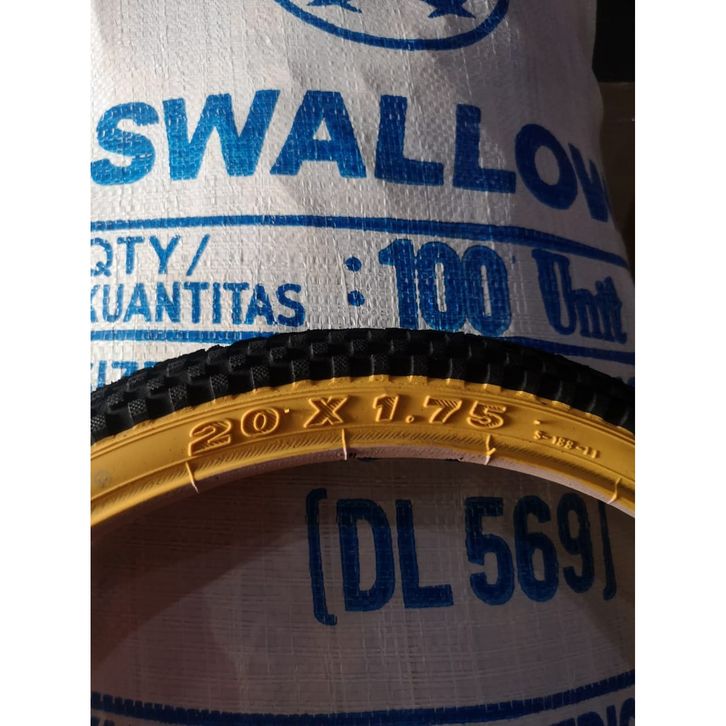 SWALLOW
QTY/
KUANTITAS : 100 Unit
20 X 1.75
(DL 569)